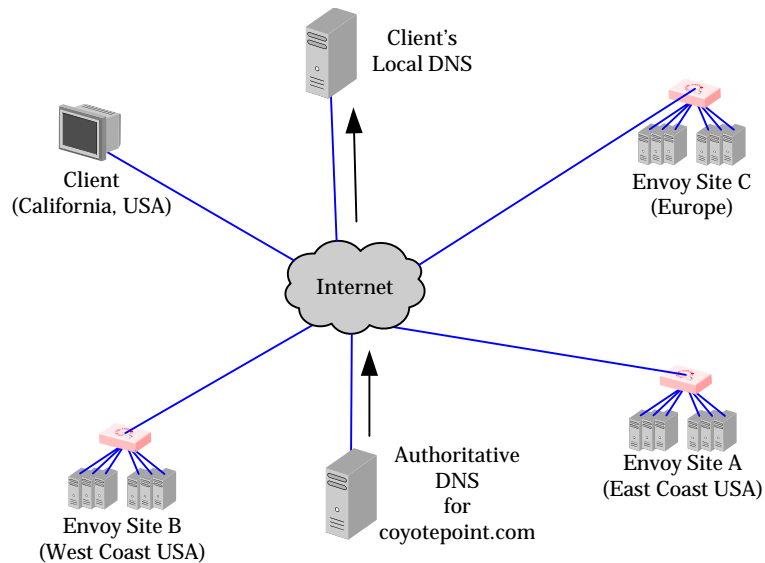 Client's
Local DNS
Client
(California, USA)
Envoy Site C
(Europe)
Internet
Envoy Site A
(East Coast USA)
Authoritative
DNS
for
coyotepoint.com
Envoy Site B
(West Coast USA)